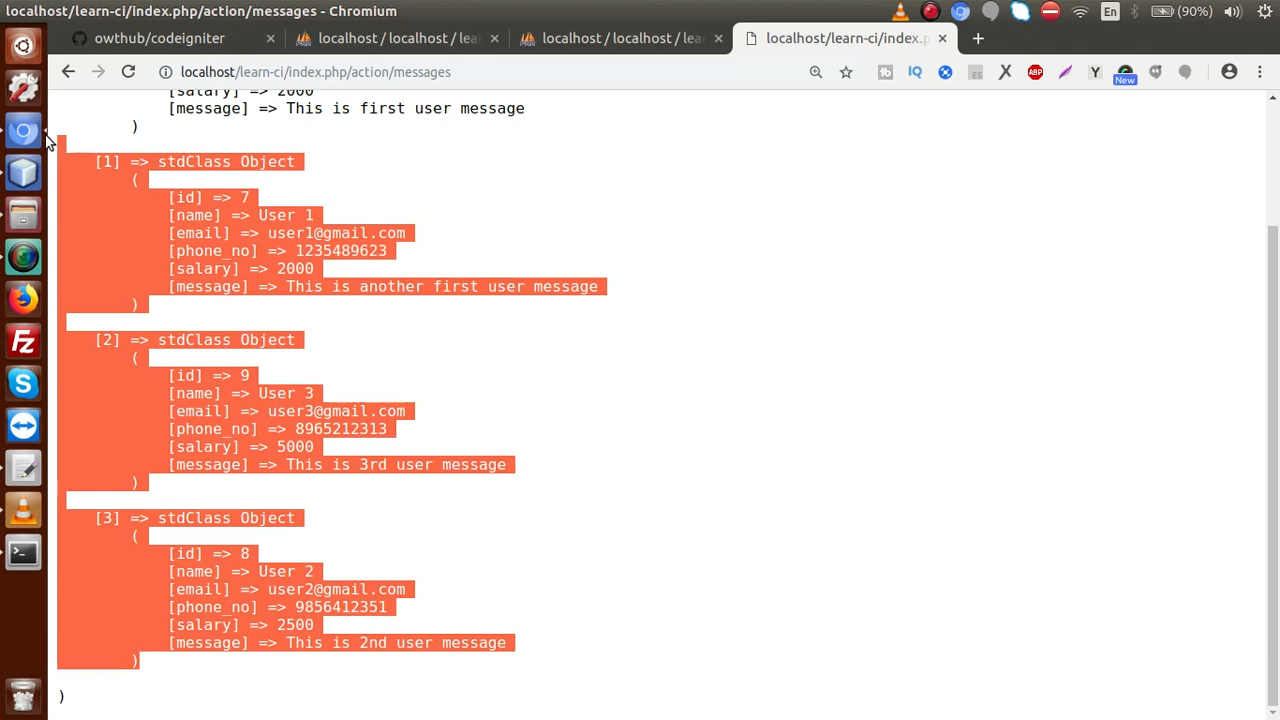 localhost/learn-ci/index.php/action/messages - Chromium
En
(90%)
owthub/codeigniter
localhost / localhost / lea
localhost / localhost / lea
localhost/learn-ci/index.p
localhost/learn-ci/index.php/action/messages
New
[salary] => 2000
[message] => This is first user message
)
[1] => stdClass Object
(
[id] => 7
[name] => User 1
[email] => user1@gmail.com
[phone_no] => 1235489623
[salary] => 2000
[message] => This is another first user message
)
[2] => stdClass Object
(
[id] => 9
[name] => User 3
[email] => user3@gmail.com
[phone_no] => 8965212313
[salary] => 5000
[message] => This is 3rd user message
)
[3] => stdClass Object
(
[id] => 8
[name] => User 2
[email] => user2@gmail.com
[phone_no] => 9856412351
[salary] => 2500
[message] => This is 2nd user message
)
)